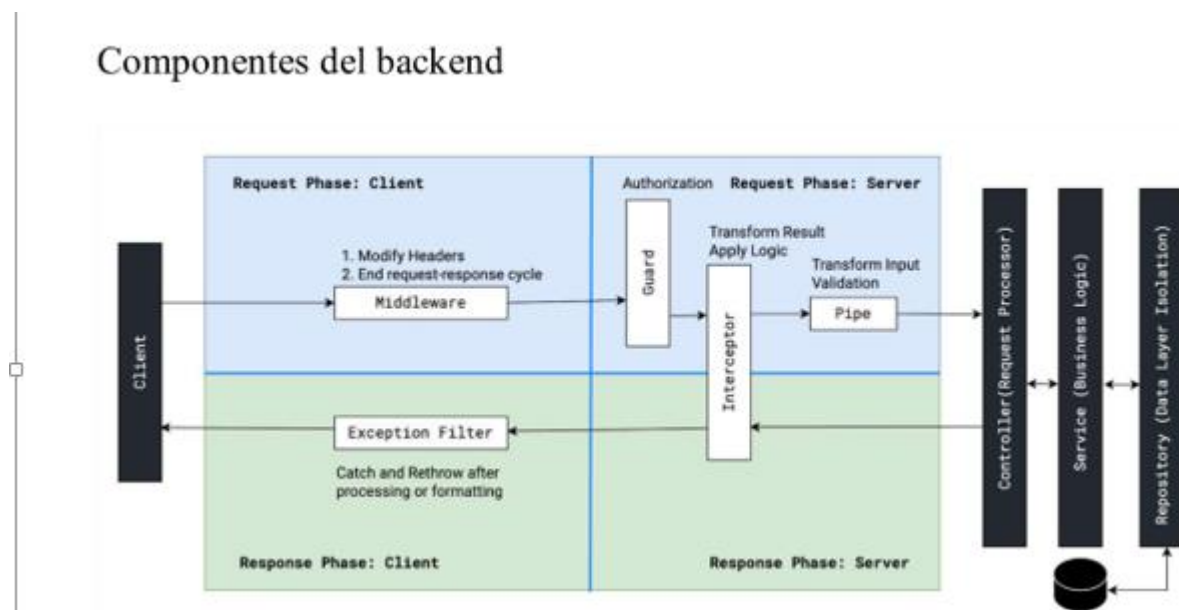 Componentes del backend
Request Phase: Client
Authorization
Request Phase: Server
1. Modify Headers
2. End request-response cycle
Middleware
Guard
Transform Result
Apply Logic
Interceptor
Transform Input
Validation
Pipe
Client
Controller(Request Processor)
Service (Business Logic)
Repository (Data Layer Isolation)
Exception Filter
Catch and Rethrow after
processing or formatting
Response Phase: Client
Response Phase: Server